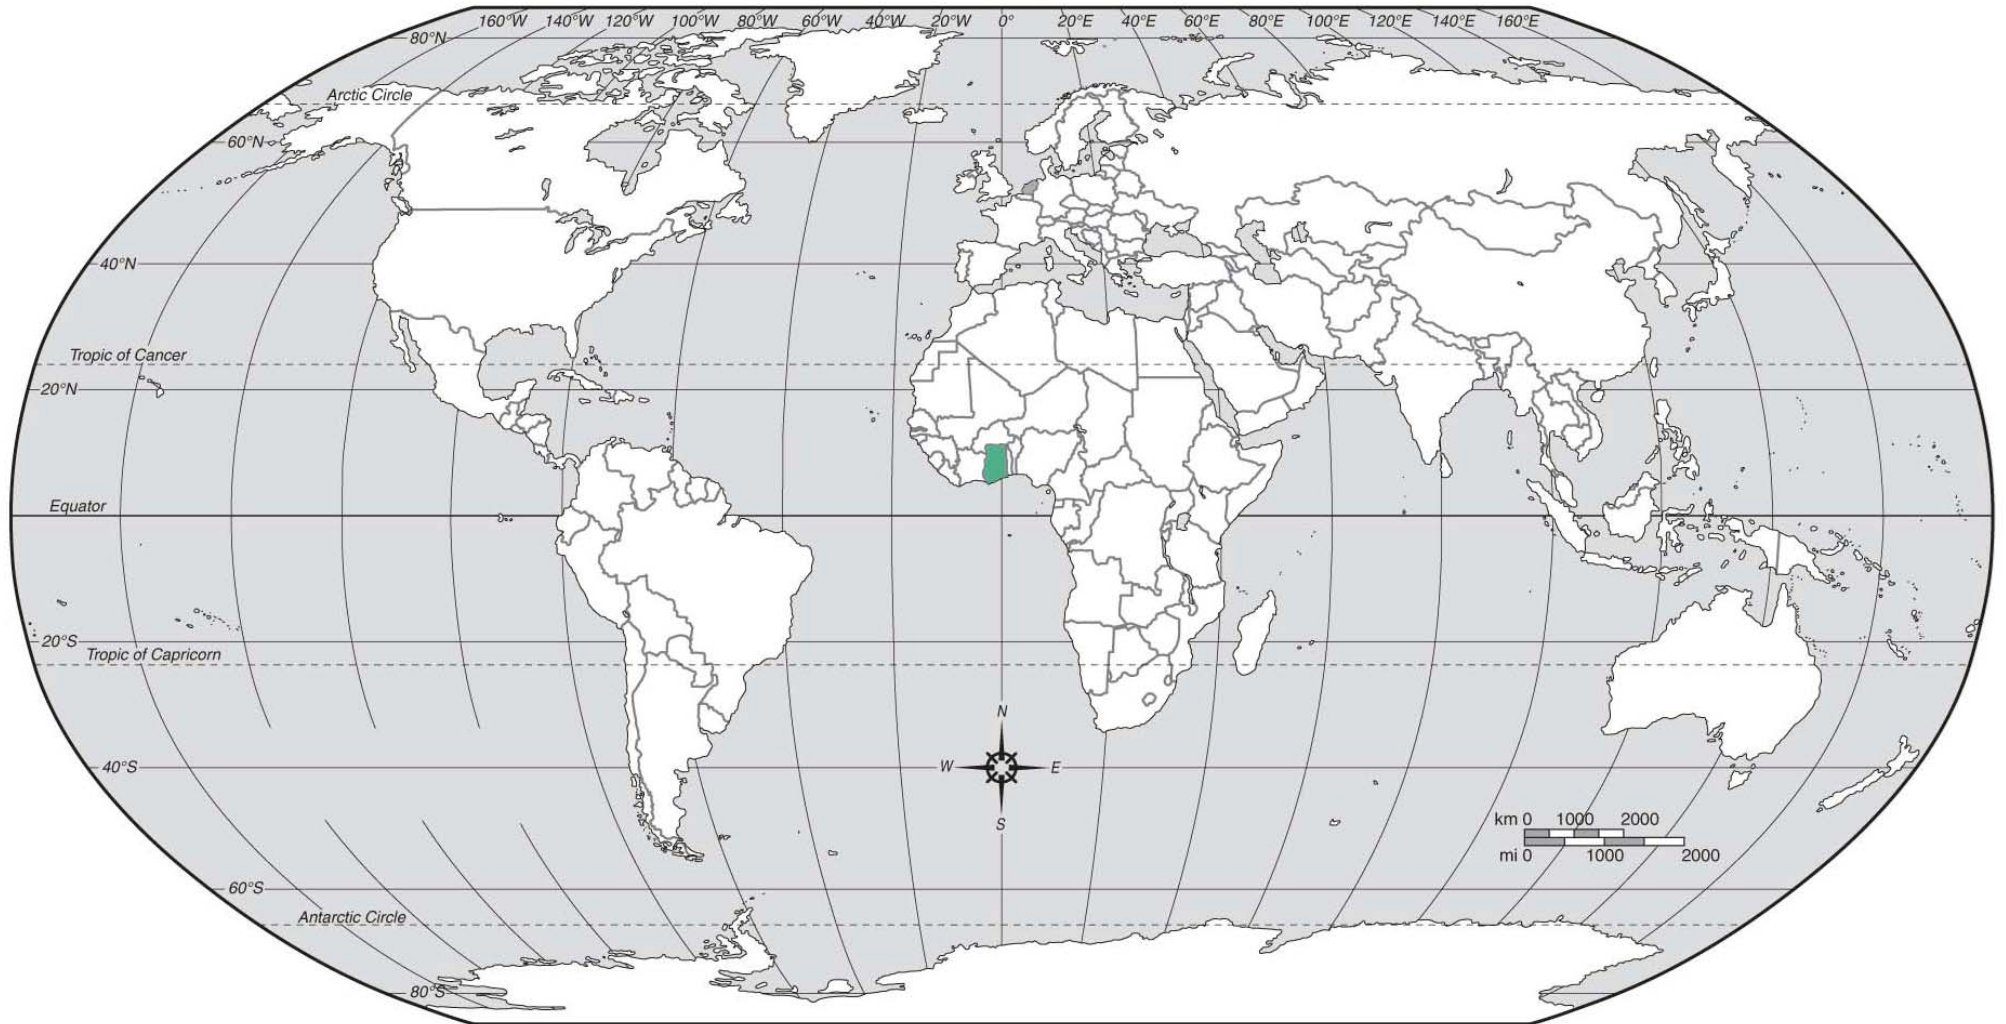 160°W 140°W 120°W 100°W 80°W 60°W 40°W 20°W 0° 20°E 40°E 60°E 80°E 100°E 120°E 140°E 160°E
80°N
Arctic Circle
60°N
40°N
Tropic of Cancer
20°N
Equator
20°S
Tropic of Capricorn
N
W E
40°S
S
km 0 1000 2000
mi 0 1000 2000
60°S
Antarctic Circle
80°S